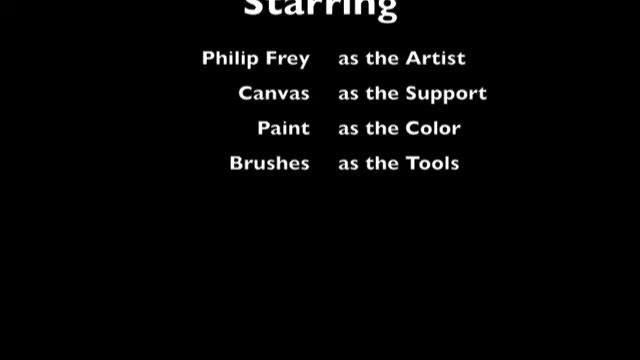 Starring
Philip Frey as the Artist
Canvas as the Support
Paint as the Color
Brushes as the Tools